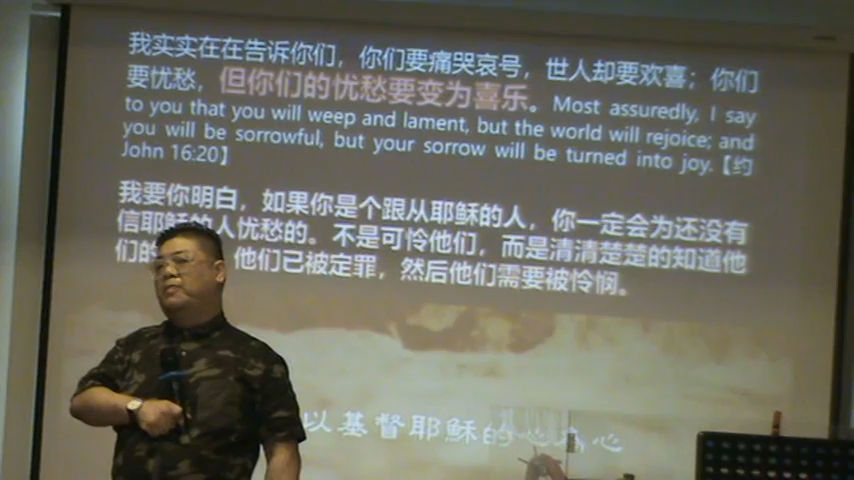 我实实在在告诉你们，你们要痛哭哀号，世人却要欢喜；你们
要忧愁，但你们的忧愁要变为喜乐。Most assuredly, I say
to you that you will weep and lament, but the world will rejoice; and
you will be sorrowful, but your sorrow will be turned into joy.【约
John 16:20】
我要你明白，如果你是个跟从耶稣的人，你一定会为还没有
信耶稣的人忧愁的。不是可怜他们，而是清清楚楚的知道他
们的 他们已被定罪，然后他们需要被怜悯。
以基督耶穌的心為心